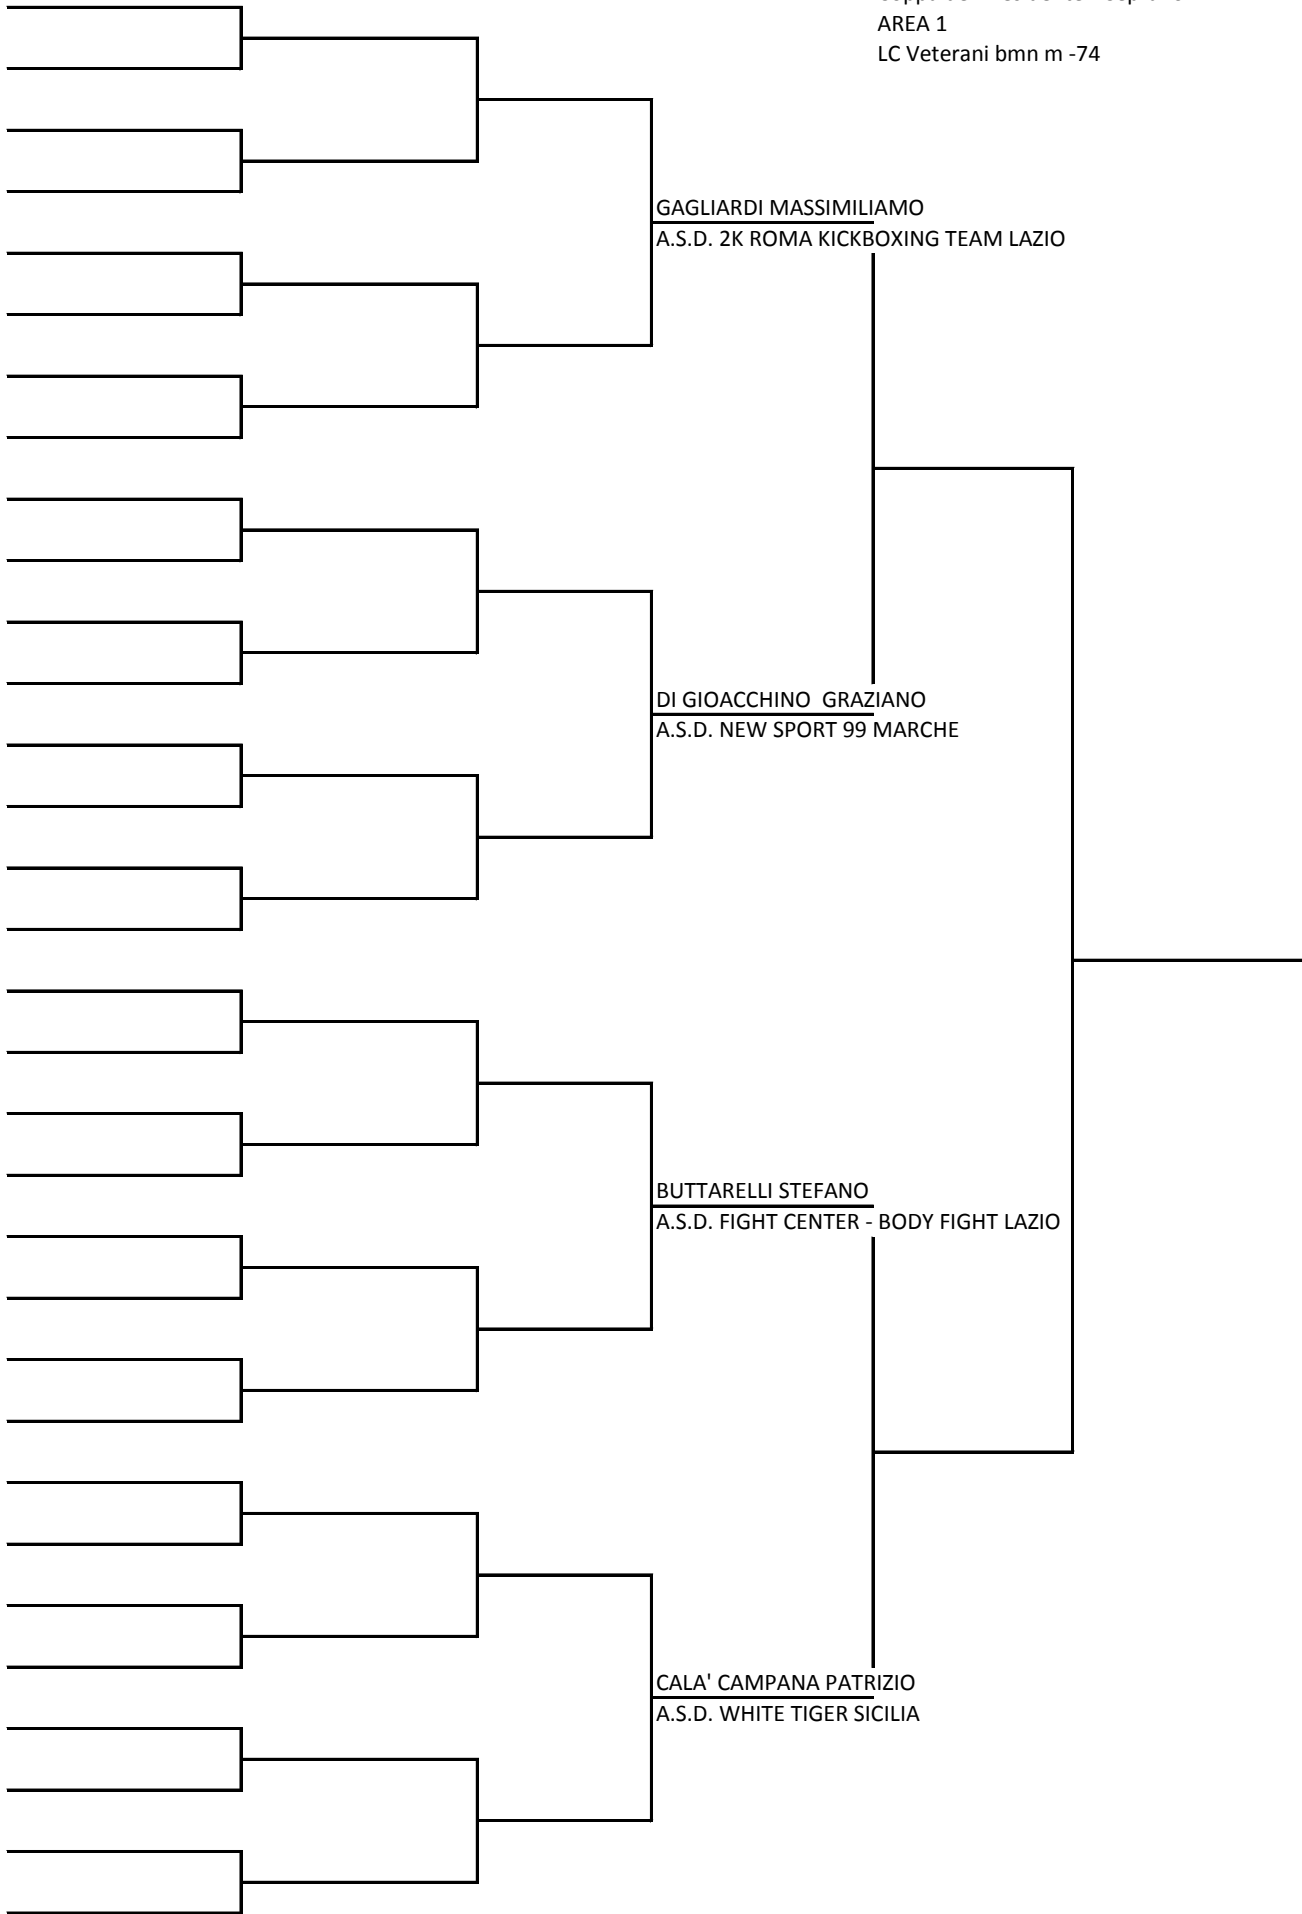 AREA 1
LC Veterani bmn m -74
GAGLIARDI MASSIMILIAMO
A.S.D. 2K ROMA KICKBOXING TEAM LAZIO
DI GIOACCHINO  GRAZIANO
A.S.D. NEW SPORT 99 MARCHE
BUTTARELLI STEFANO
A.S.D. FIGHT CENTER - BODY FIGHT LAZIO
CALA' CAMPANA PATRIZIO
A.S.D. WHITE TIGER SICILIA